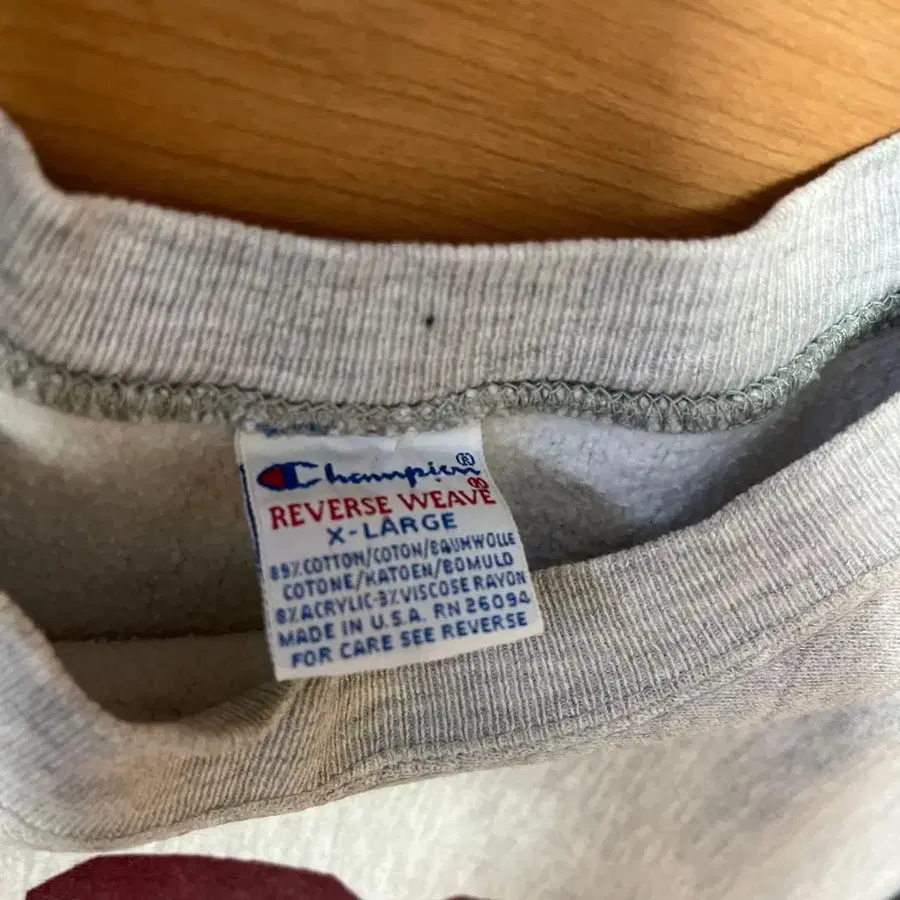 Champion®
REVERSE WEAVE®
X-LARGE
89% COTTON/COTON/BAUMWOLLE
COTONE/KATOEN/BOMULD
8% ACRYLIC-3% VISCOSE RAYON
MADE IN U.S.A. RN 26094
FOR CARE SEE REVERSE